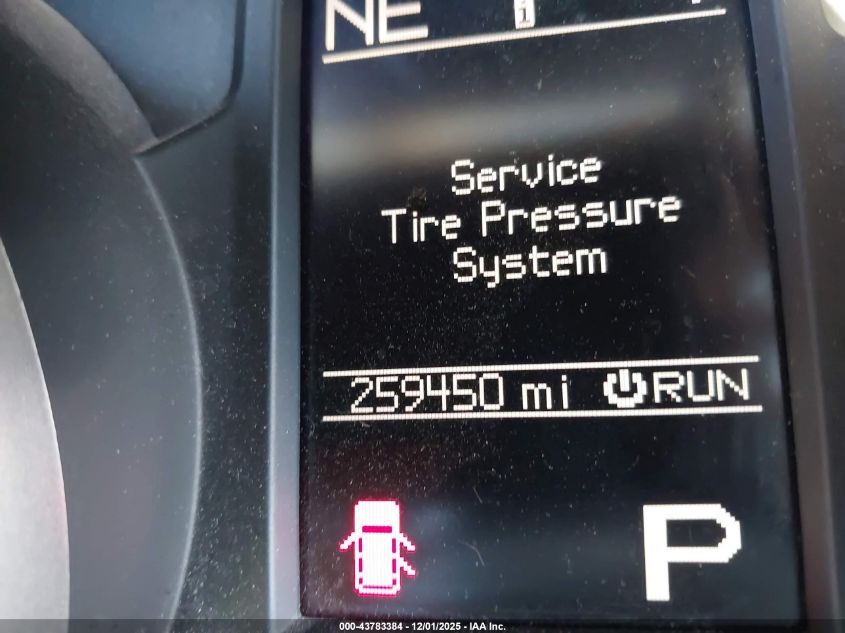 NE
i
Service
Tire Pressure
System
259450 mi RUN
P
000-43783384 - 12/01/2025 - IAA Inc.